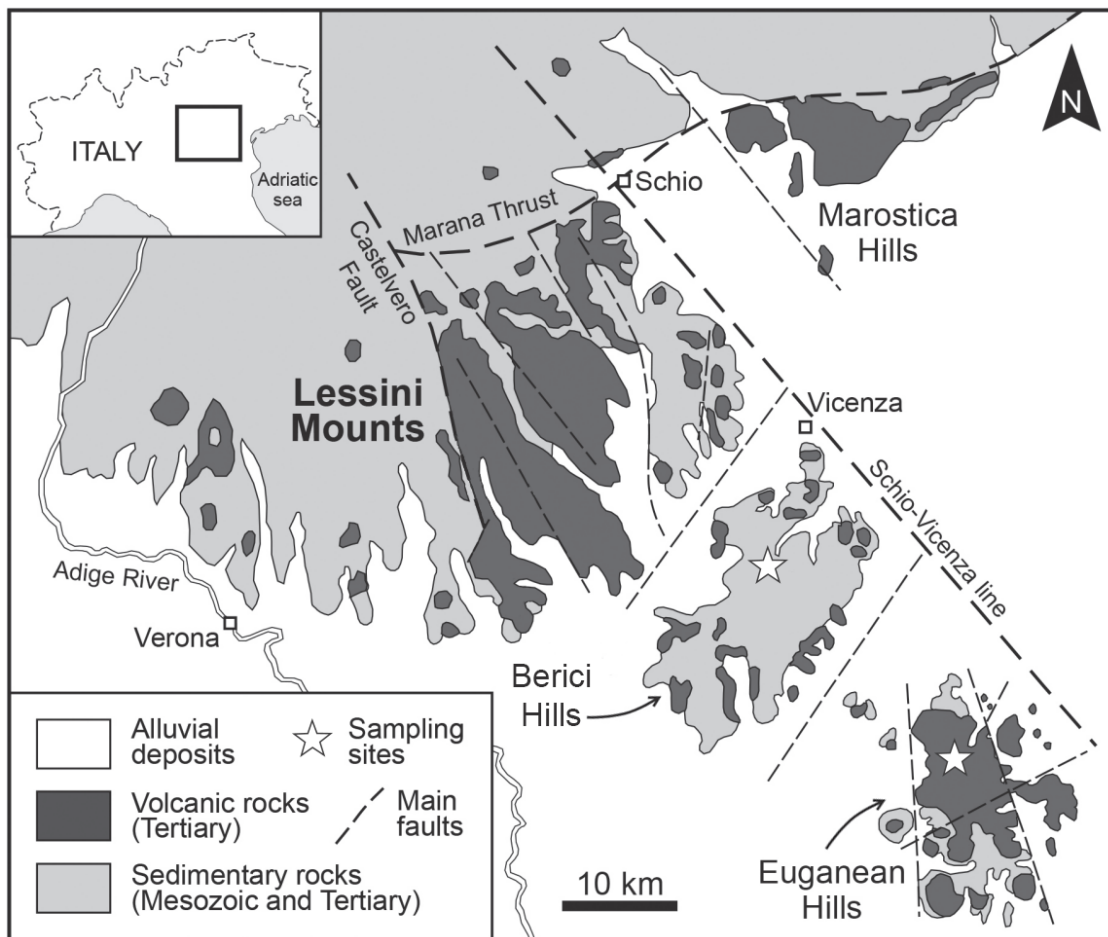 ITALY
Adriatic
sea
N
Schio
Marana Thrust
Castelvero
Fault
Marostica
Hills
Lessini
Mounts
Vicenza
Schio-Vicenza line
Adige River
Verona
Berici
Hills
Euganean
Hills
Alluvial
deposits
Sampling
sites
Volcanic rocks
(Tertiary)
Main
faults
Sedimentary rocks
(Mesozoic and Tertiary)
10 km